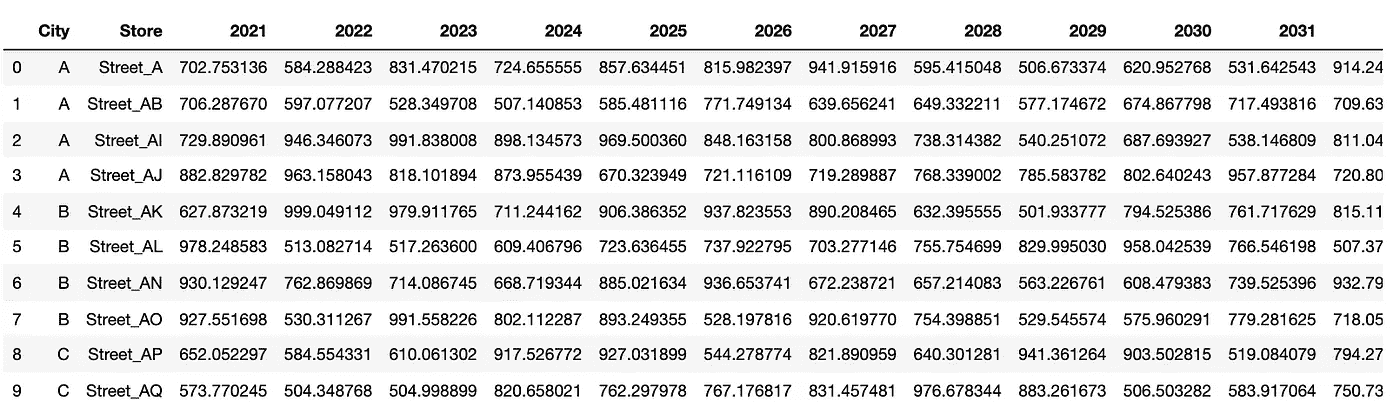 City Store 2021 2022 2023 2024 2025 2026 2027 2028 2029 2030 2031
0 A Street_A 702.753136 584.288423 831.470215 724.655555 857.634451 815.982397 941.915916 595.415048 506.673374 620.952768 531.642543 914.24
1 A Street_AB 706.287670 597.077207 528.349708 507.140853 585.481116 771.749134 639.656241 649.332211 577.174672 674.867798 717.493816 709.63
2 A Street_AI 729.890961 946.346073 991.838008 898.134573 969.500360 848.163158 800.868993 738.314382 540.251072 687.693927 538.146809 811.04
3 A Street_AJ 882.829782 963.158043 818.101894 873.955439 670.323949 721.116109 719.289887 768.339002 785.583782 802.640243 957.877284 720.80
4 B Street_AK 627.873219 999.049112 979.911765 711.244162 906.386352 937.823553 890.208465 632.395555 501.933777 794.525386 761.717629 815.11
5 B Street_AL 978.248583 513.082714 517.263600 609.406796 723.636455 737.922795 703.277146 755.754699 829.995030 958.042539 766.546198 507.37
6 B Street_AN 930.129247 762.869869 714.086745 668.719344 885.021634 936.653741 672.238721 657.214083 563.226761 608.479383 739.525396 932.79
7 B Street_AO 927.551698 530.311267 991.558226 802.112287 893.249355 528.197816 920.619770 754.398851 529.545574 575.960291 779.281625 718.05
8 C Street_AP 652.052297 584.554331 610.061302 917.526772 927.031899 544.278774 821.890959 640.301281 941.361264 903.502815 519.084079 794.27
9 C Street_AQ 573.770245 504.348768 504.998899 820.658021 762.297978 767.176817 831.457481 976.678344 883.261673 506.503282 583.917064 750.73